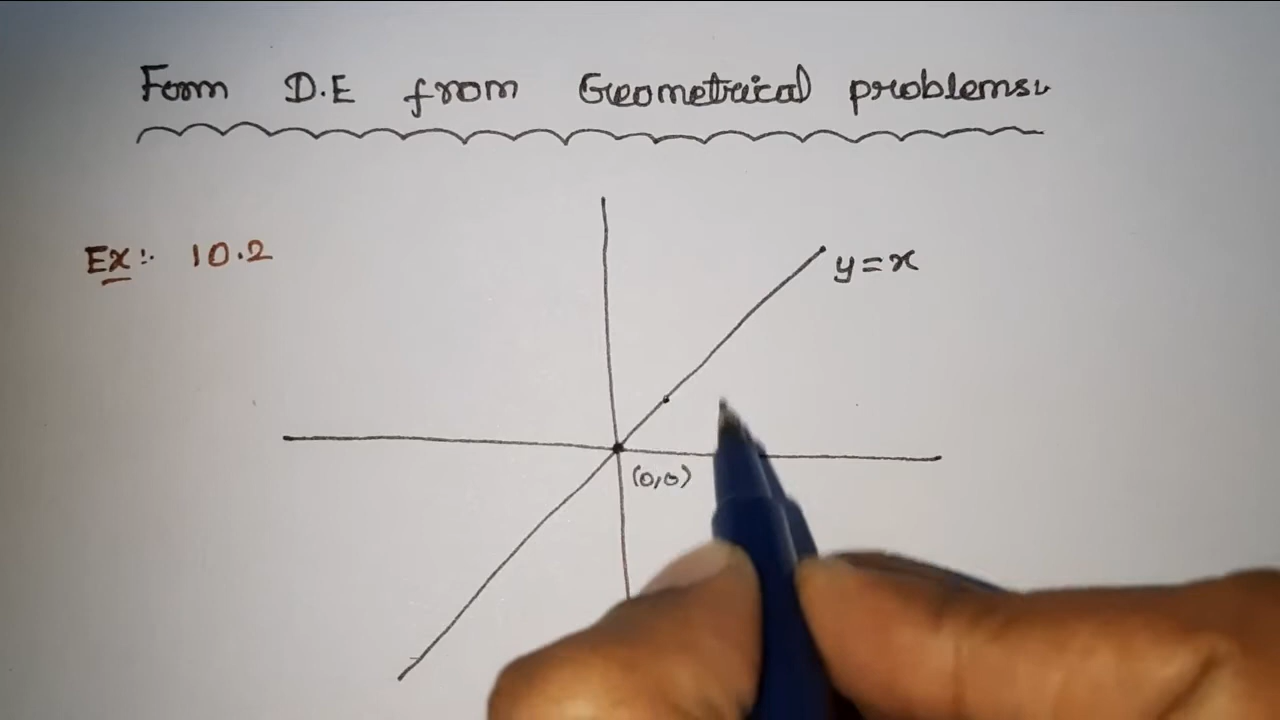 Form D.E from Geometrical problems:
Ex:- 10.2
y=x
(0,0)